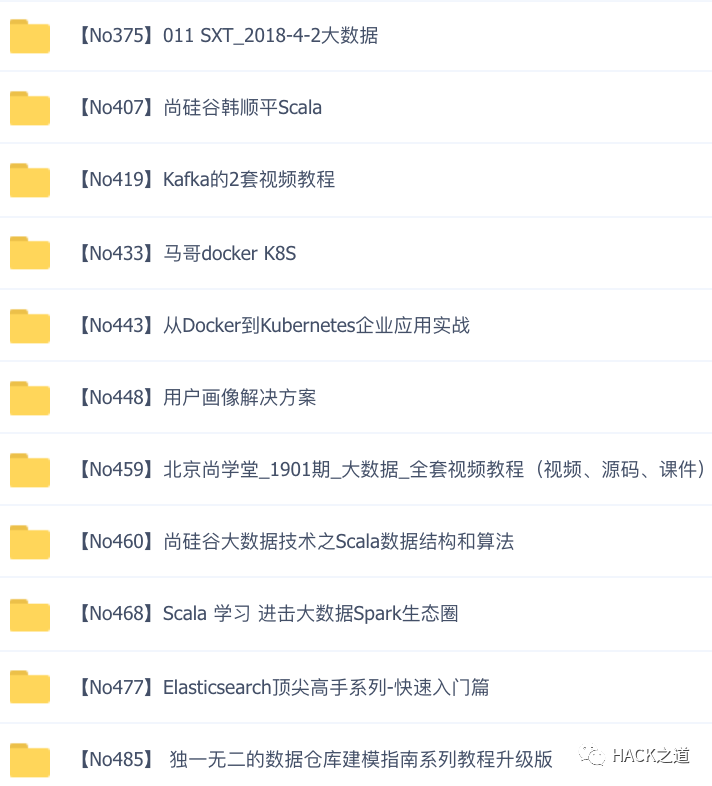 【No375】011 SXT_2018-4-2大数据
【No407】尚硅谷韩顺平Scala
【No419】Kafka的2套视频教程
【No433】马哥docker K8S
【No443】从Docker到Kubernetes企业应用实战
【No448】用户画像解决方案
【No459】北京尚学堂_1901期_大数据_全套视频教程（视频、源码、课件）
【No460】尚硅谷大数据技术之Scala数据结构和算法
【No468】Scala 学习 进击大数据Spark生态圈
【No477】Elasticsearch顶尖高手系列-快速入门篇
【No485】 独一无二的数据仓库建模指南系列教程升级版
HACK之道